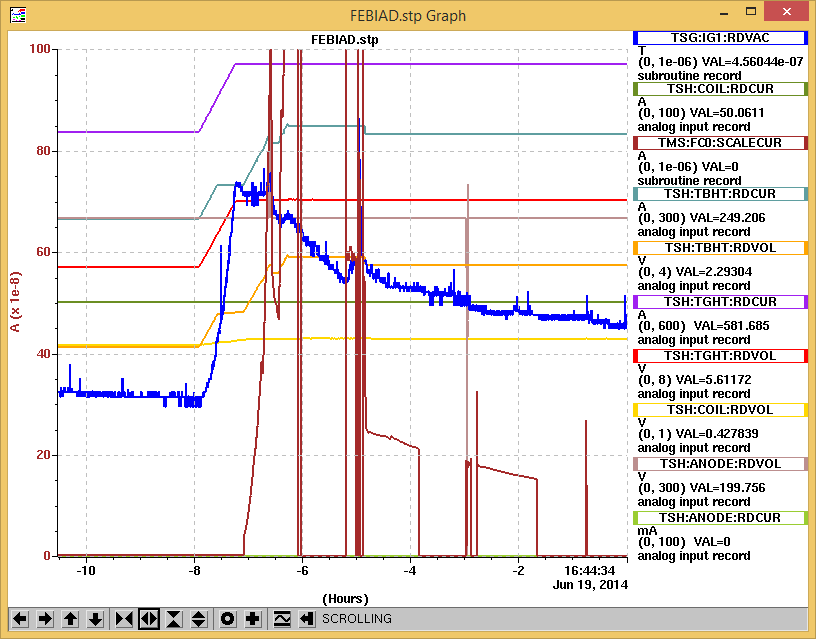 FEBIAD.stp Graph
FEBIAD.stp
100
80
60
40
20
0
A (x 1e-8)
-10
-8
-6
-4
-2
16:44:34
Jun 19, 2014
(Hours)
TSG:IG1:RDVAC
T
(0, 1e-06) VAL=4.56044e-07
subroutine record
TSH:COIL:RDCUR
A
(0, 100) VAL=50.0611
analog input record
TMS:FC0:SCALECUR
A
(0, 1e-06) VAL=0
subroutine record
TSH:TBHT:RDCUR
A
(0, 300) VAL=249.206
analog input record
TSH:TBHT:RDVOL
V
(0, 4) VAL=2.29304
analog input record
TSH:TGHT:RDCUR
A
(0, 600) VAL=581.685
analog input record
TSH:TGHT:RDVOL
V
(0, 8) VAL=5.61172
analog input record
TSH:COIL:RDVOL
V
(0, 1) VAL=0.427839
analog input record
TSH:ANODE:RDVOL
V
(0, 300) VAL=199.756
analog input record
TSH:ANODE:RDCUR
mA
(0, 100) VAL=0
analog input record
SCROLLING